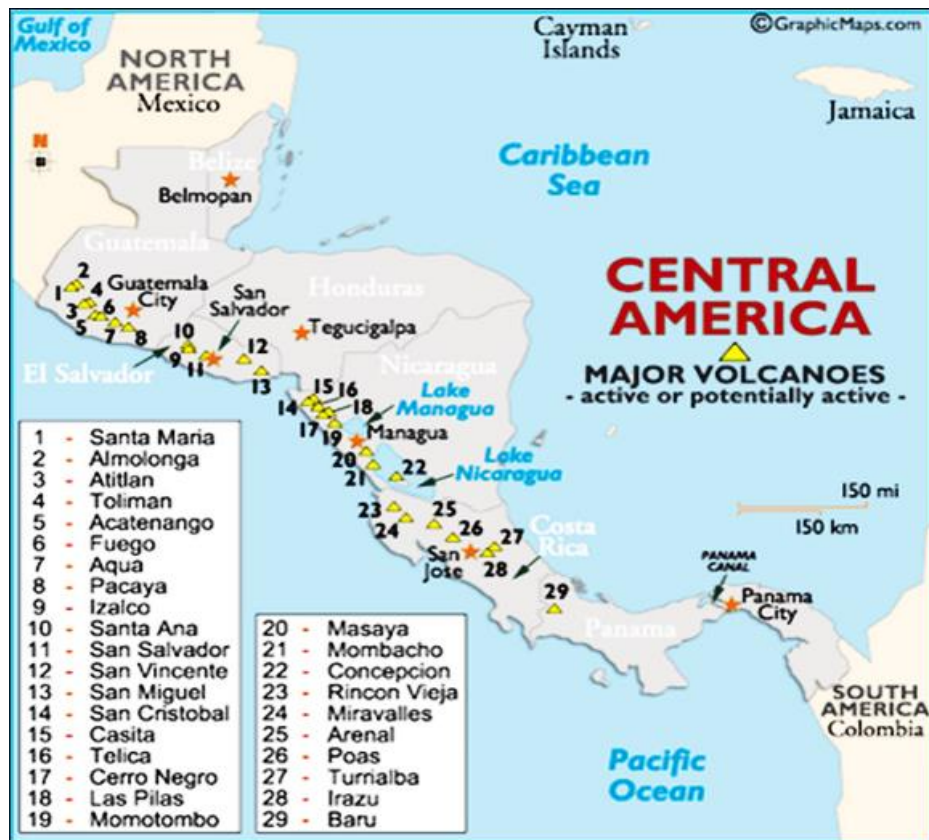 Gulf of
Mexico
NORTH
AMERICA
Mexico
Cayman
Islands
©GraphicMaps.com
Jamaica
N
Belize
Belmopan
Caribbean
Sea
Guatemala
Guatemala
City
San
Salvador
Honduras
Tegucigalpa
El Salvador
Nicaragua
CENTRAL
AMERICA
MAJOR VOLCANOES
- active or potentially active -
1
2
3
4
5
6
7
8
9
10
11
12
13
14
15
16
17
18
19
20
21
22
23
24
25
26
27
28
29
Lake
Managua
Managua
Lake
Nicaragua
150 mi
150 km
Costa
Rica
San
Jose
PANAMA
CANAL
Panama
City
Panama
SOUTH
AMERICA
Colombia
Pacific
Ocean
1 - Santa Maria
2 - Almolonga
3 - Atitlan
4 - Toliman
5 - Acatenango
6 - Fuego
7 - Aqua
8 - Pacaya
9 - Izalco
10 - Santa Ana
11 - San Salvador
12 - San Vincente
13 - San Miguel
14 - San Cristobal
15 - Casita
16 - Telica
17 - Cerro Negro
18 - Las Pilas
19 - Momotombo
20 - Masaya
21 - Mombacho
22 - Concepcion
23 - Rincon Vieja
24 - Miravalles
25 - Arenal
26 - Poas
27 - Turrialba
28 - Irazu
29 - Baru